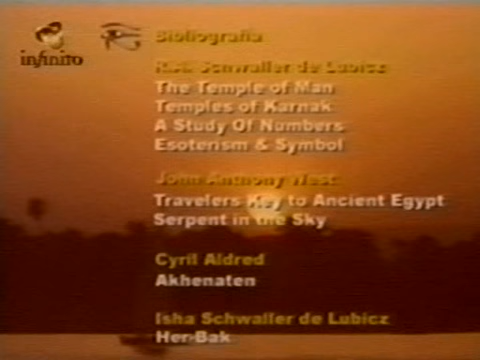 infinito
Bibliografia
R.A. Schwaller de Lubicz
The Temple of Man
Temples of Karnak
A Study Of Numbers
Esoterism & Symbol
John Anthony West
Travelers Key to Ancient Egypt
Serpent in the Sky
Cyril Aldred
Akhenaten
Isha Schwaller de Lubicz
Her-Bak